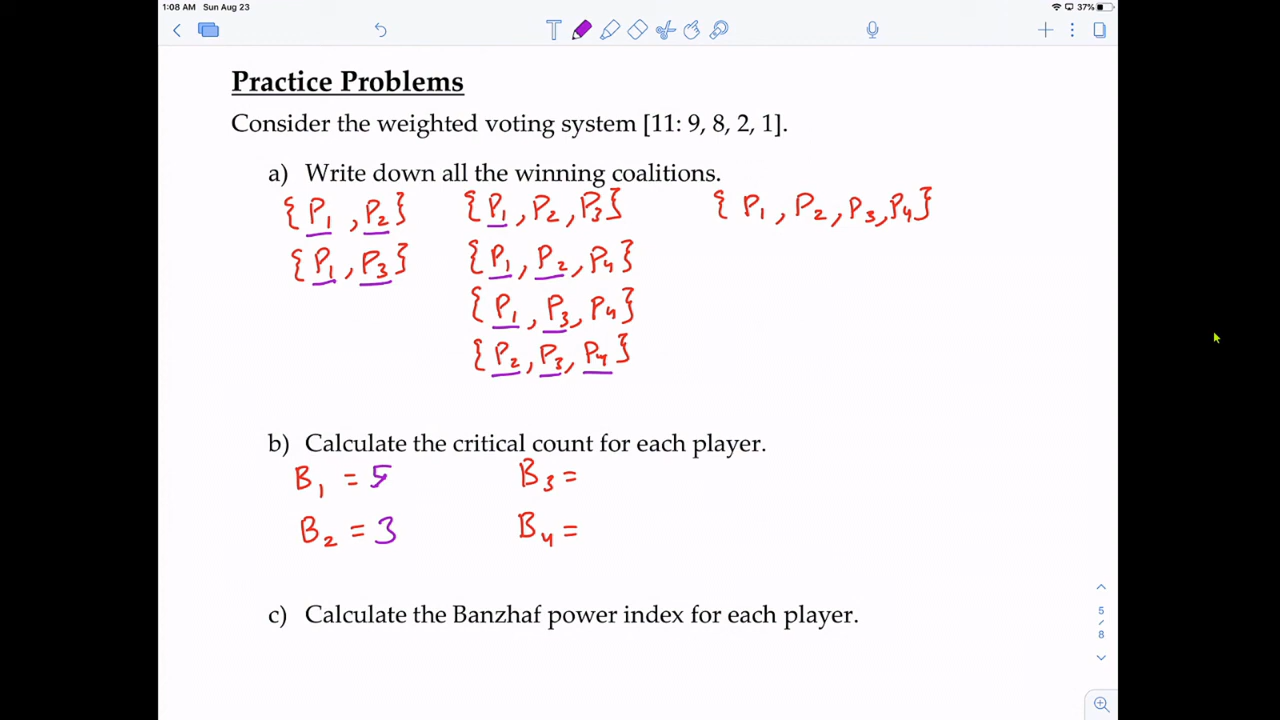 1:08 AM Sun Aug 23
37%
Practice Problems
Consider the weighted voting system [11: 9, 8, 2, 1].
a) Write down all the winning coalitions.
{P₁, P₂} {P₁, P₂, P₃} {P₁, P₂, P₃, P₄}
{P₁, P₃} {P₁, P₂, P₄}
{P₁, P₃, P₄}
{P₂, P₃, P₄}
b) Calculate the critical count for each player.
B₁ = 5 B₃ =
B₂ = 3 B₄ =
c) Calculate the Banzhaf power index for each player.
5
/
8